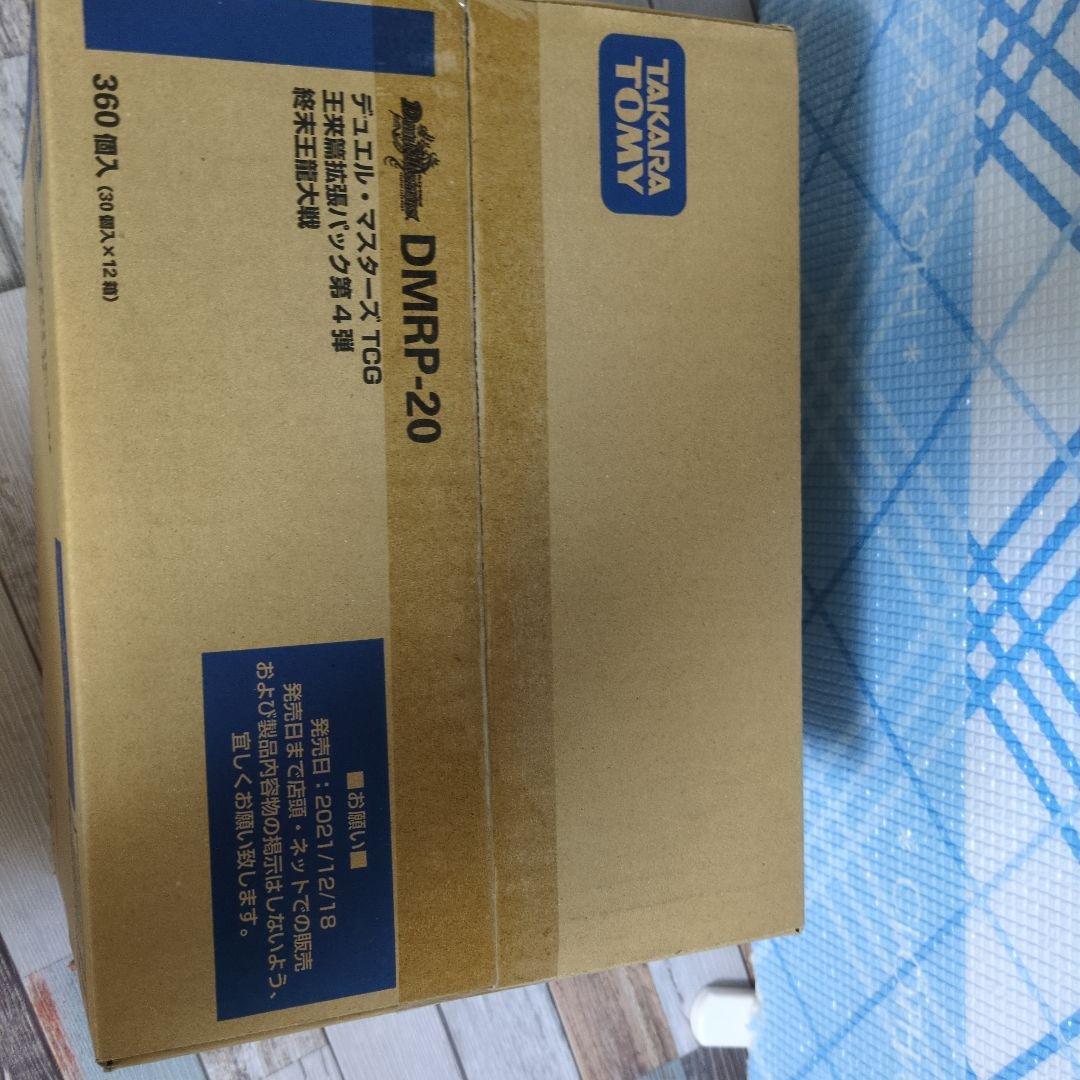 TAKARA
TOMY
Duel Masters DMRP-20
デュエル・マスターズ TCG
王来篇拡張パック第4弾
終末王龍大戦
360個入 (30個入×12箱)
■お願い■
発売日：2021/12/18
発売日まで店頭・ネットでの販売
および製品内容物の掲示はしないよう、
宜しくお願い致します。